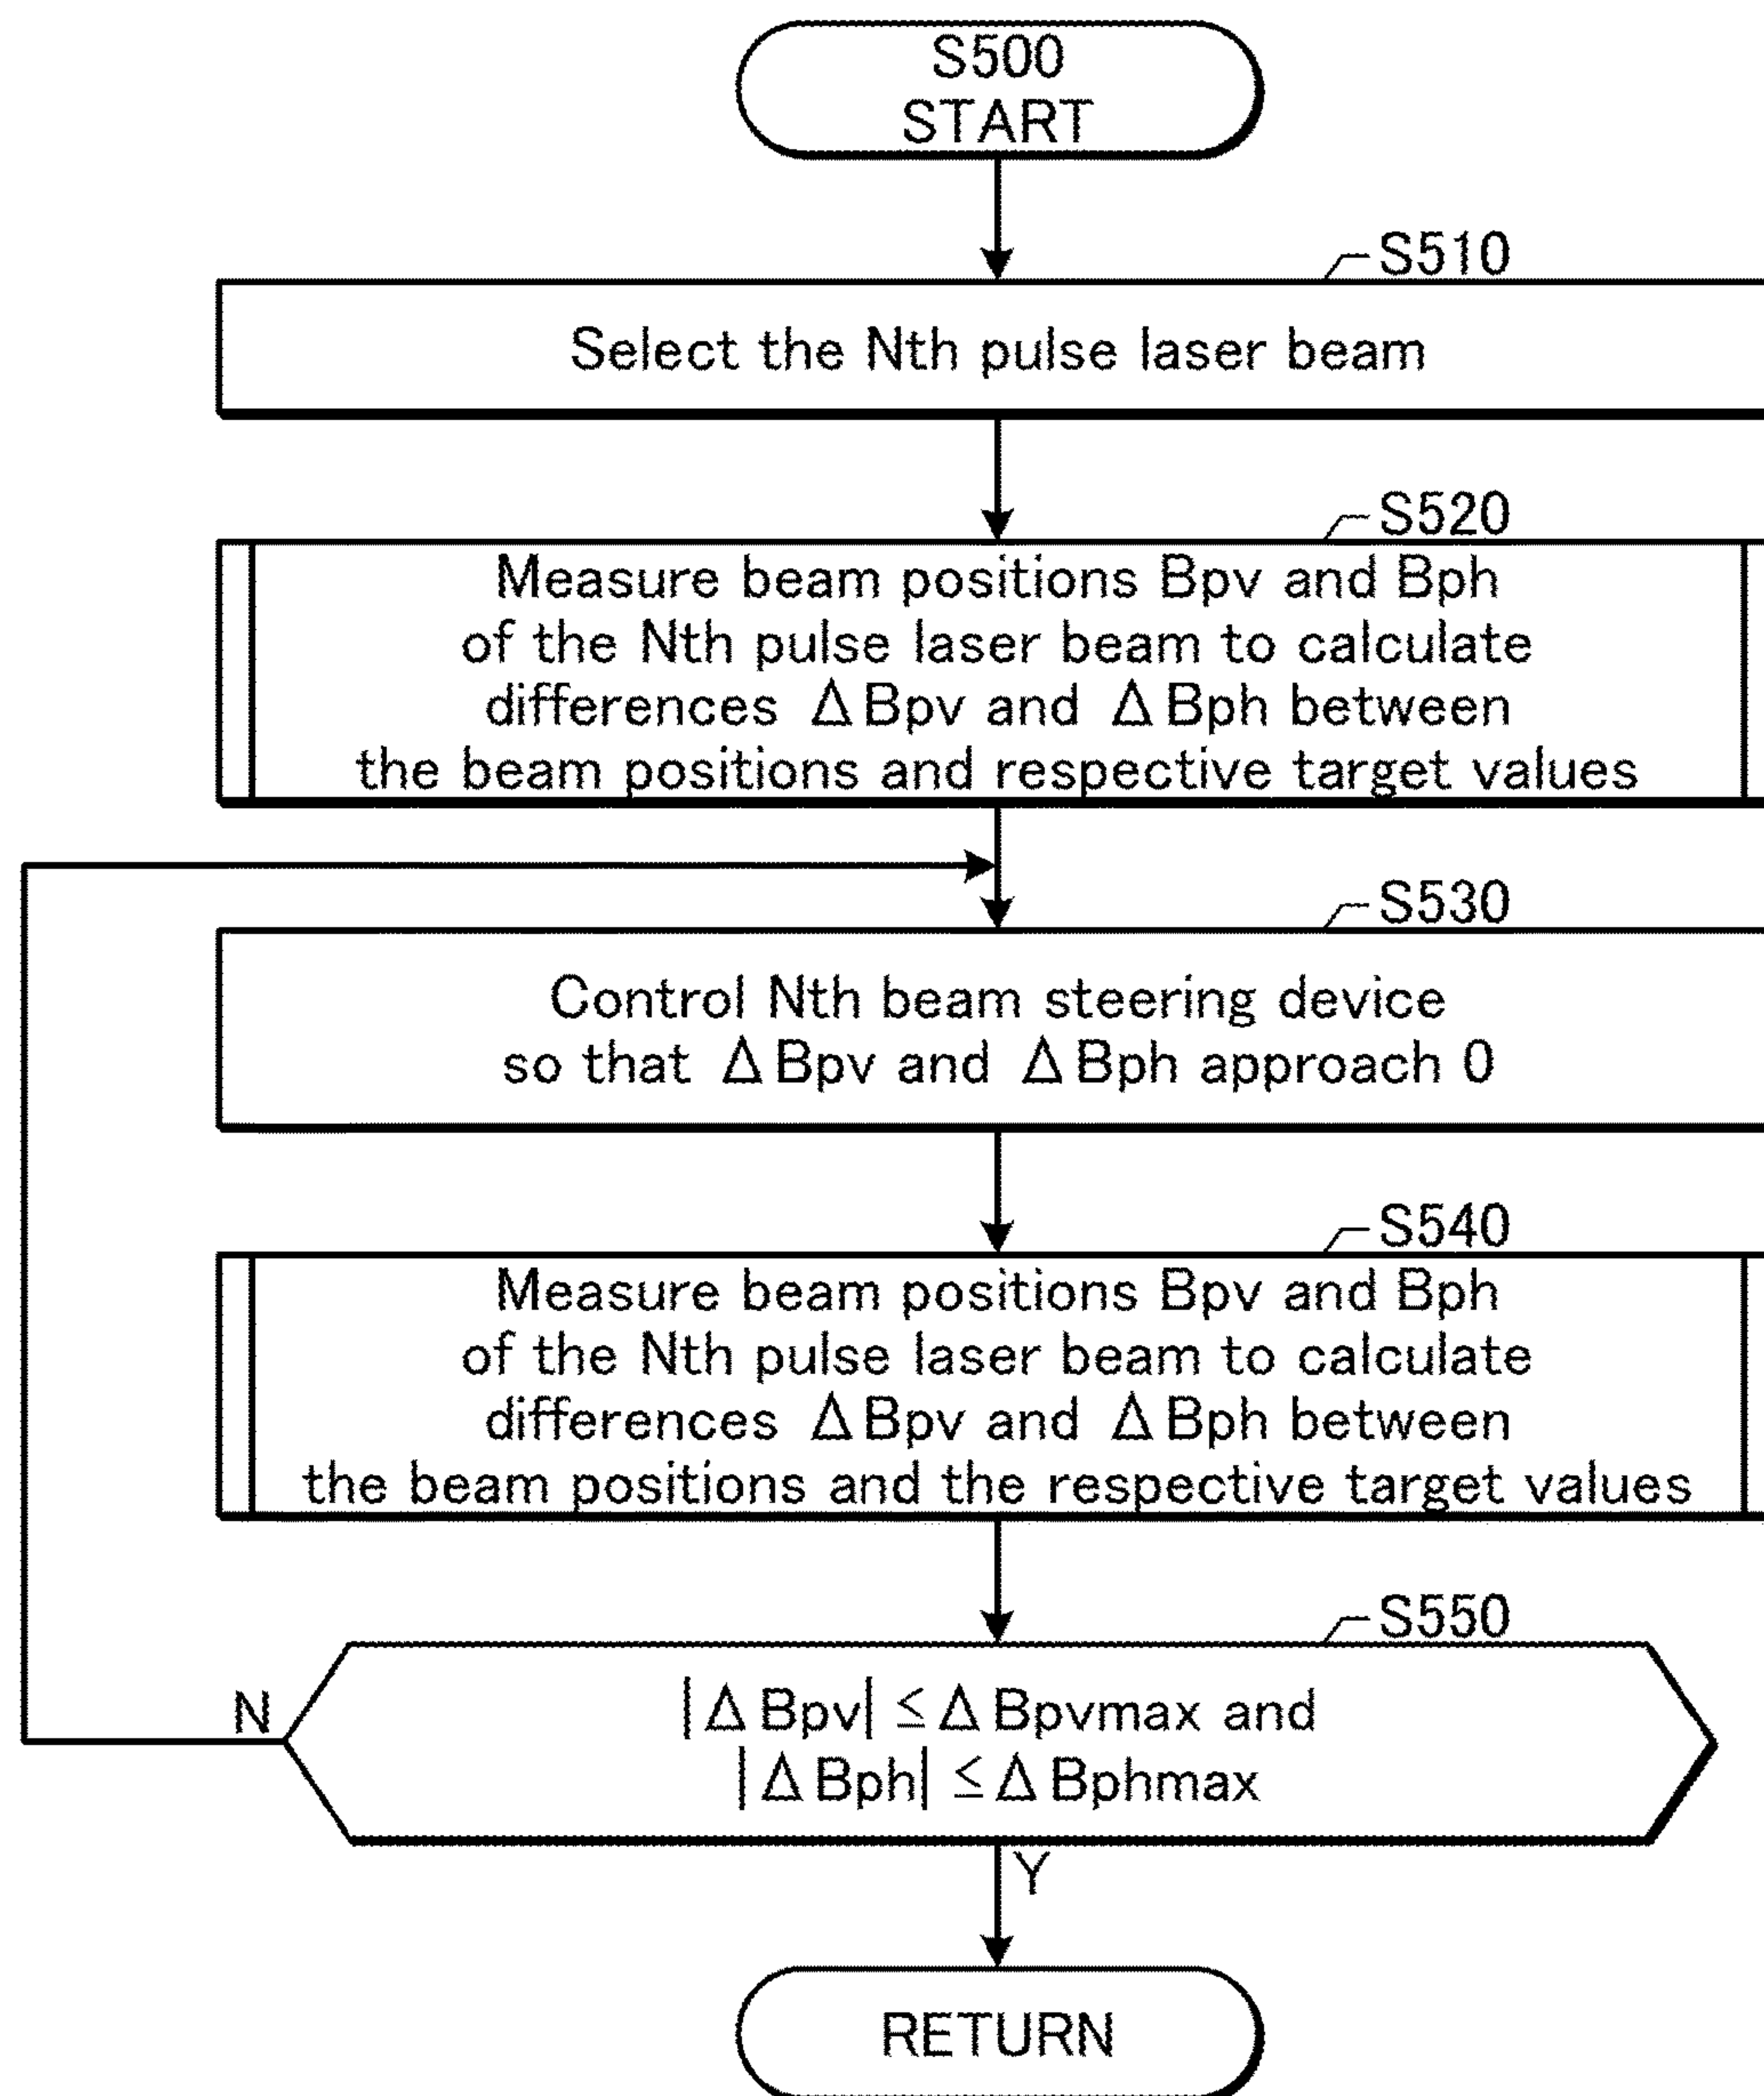 S500
START
S510
Select the Nth pulse laser beam
S520
Measure beam positions Bpv and Bph
of the Nth pulse laser beam to calculate
differences ΔBpv and ΔBph between
the beam positions and respective target values
S530
Control Nth beam steering device
so that ΔBpv and ΔBph approach 0
S540
Measure beam positions Bpv and Bph
of the Nth pulse laser beam to calculate
differences ΔBpv and ΔBph between
the beam positions and the respective target values
S550
N
|ΔBpv| ≤ ΔBpvmax and
|ΔBph| ≤ ΔBphmax
Y
RETURN